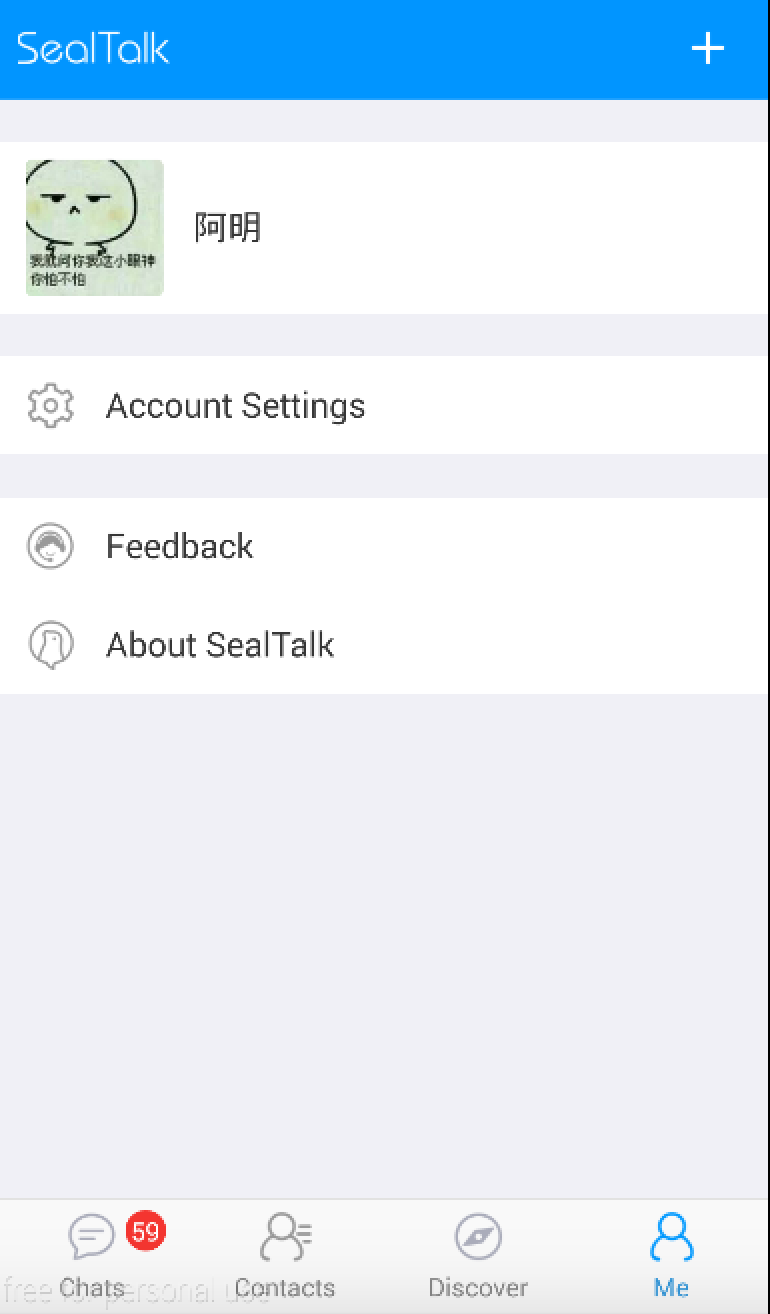 SealTalk
阿明
我就问你我这小眼神
你怕不怕
Account Settings
Feedback
About SealTalk
59
Chats
Contacts
Discover
Me
free for personal use